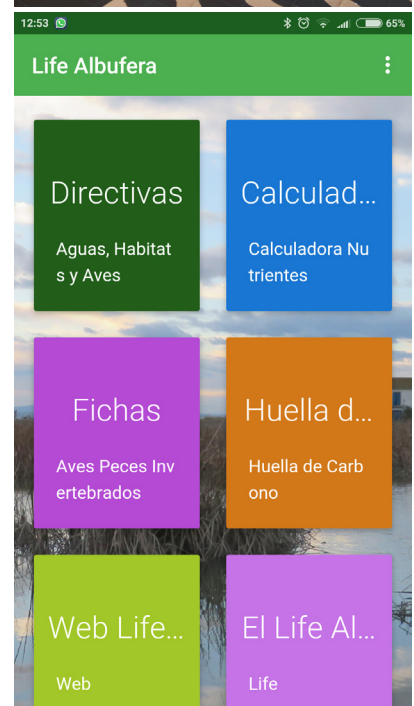 12:53 65%
Life Albufera
Directivas
Aguas, Habitat
s y Aves
Calculad...
Calculadora Nu
trientes
Fichas
Aves Peces Inv
ertebrados
Huella d...
Huella de Carb
ono
Web Life...
Web
El Life Al...
Life